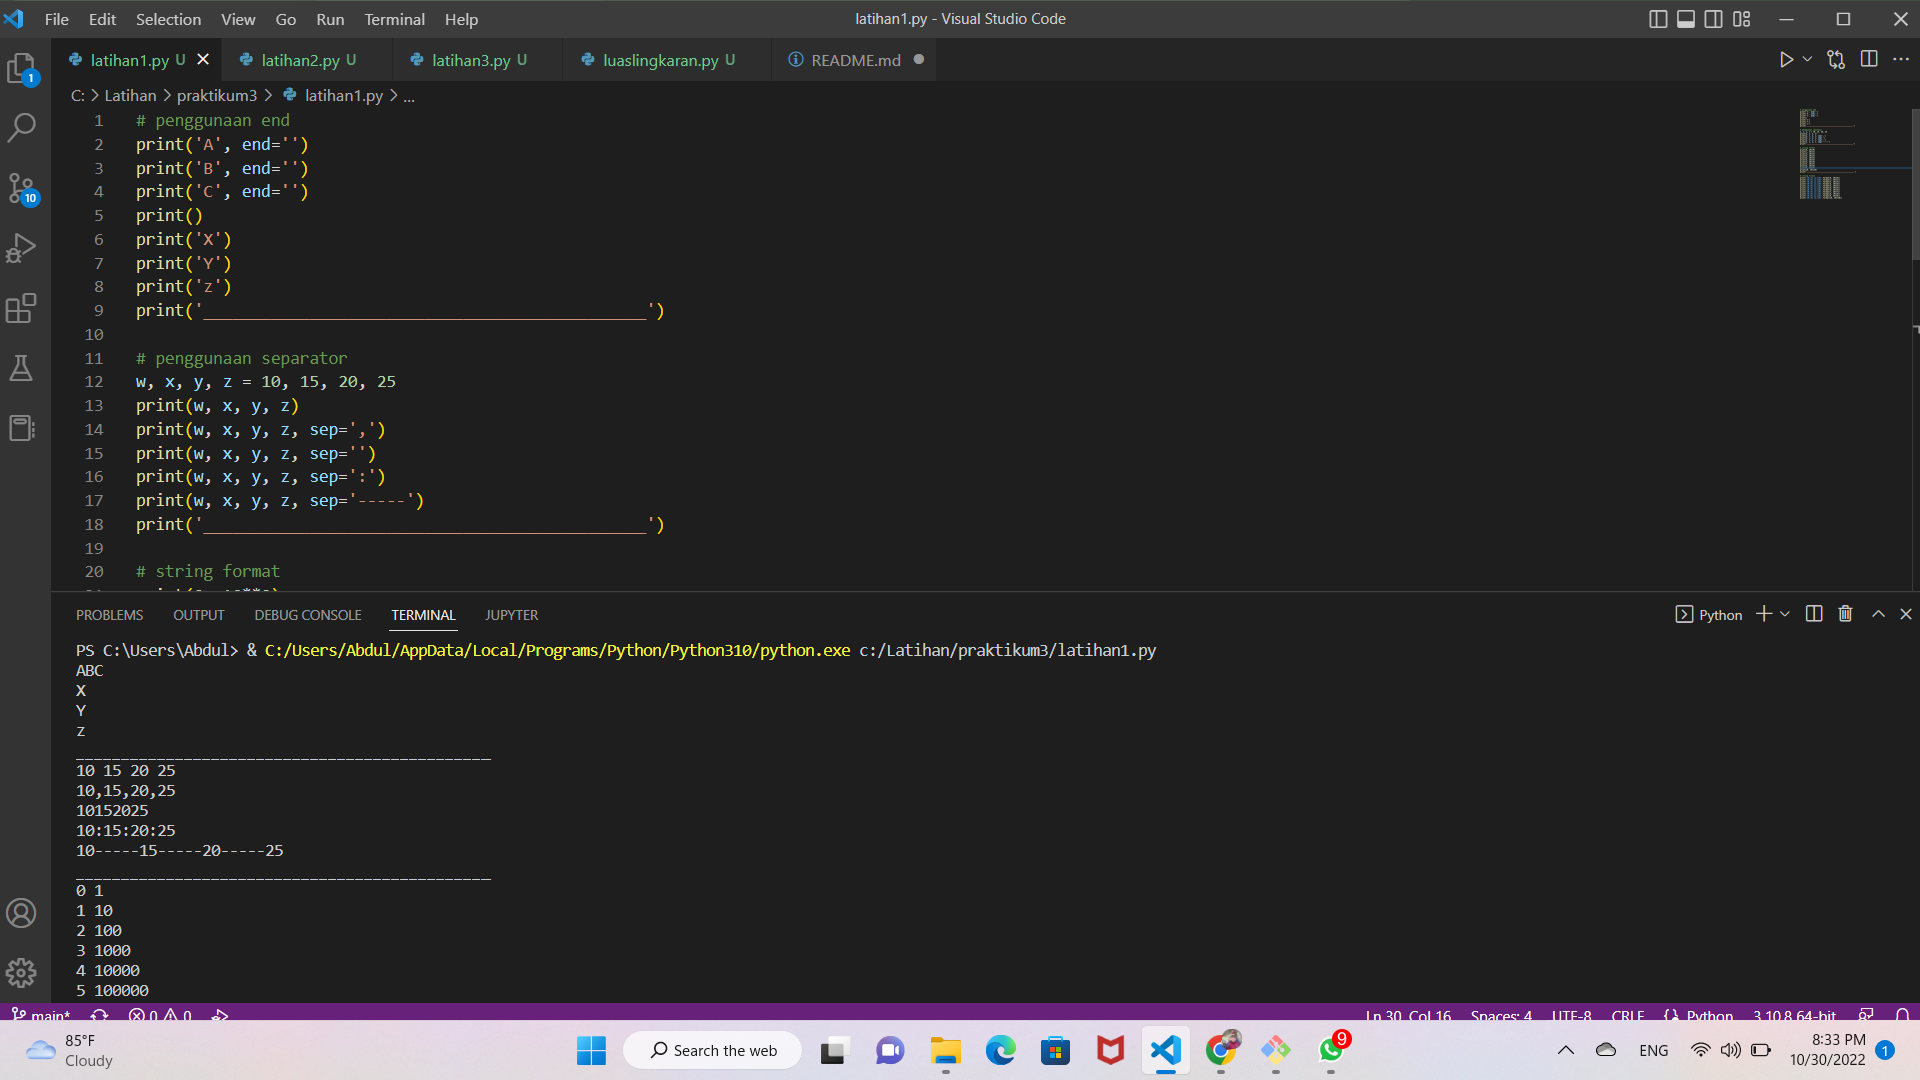 File Edit Selection View Go Run Terminal Help
latihan1.py - Visual Studio Code
latihan1.py U
latihan2.py U
latihan3.py U
luaslingkaran.py U
README.md
C: > Latihan > praktikum3 > latihan1.py > ...
1 # penggunaan end
2 print('A', end='')
3 print('B', end='')
4 print('C', end='')
5 print()
6 print('X')
7 print('Y')
8 print('z')
9 print('______________________________________________')
10
11 # penggunaan separator
12 w, x, y, z = 10, 15, 20, 25
13 print(w, x, y, z)
14 print(w, x, y, z, sep=',')
15 print(w, x, y, z, sep='')
16 print(w, x, y, z, sep=':')
17 print(w, x, y, z, sep='-----')
18 print('______________________________________________')
19
20 # string format
PROBLEMS OUTPUT DEBUG CONSOLE TERMINAL JUPYTER
Python
PS C:\Users\Abdul> & C:/Users/Abdul/AppData/Local/Programs/Python/Python310/python.exe c:/Latihan/praktikum3/latihan1.py
ABC
X
Y
z
______________________________________________
10 15 20 25
10,15,20,25
10152025
10:15:20:25
10-----15-----20-----25
______________________________________________
0 1
1 10
2 100
3 1000
4 10000
5 100000
1
10
main* 0 0
Ln 30, Col 16 Spaces: 4 UTF-8 CRLF Python 3.10.8 64-bit
85°F
Cloudy
Search the web
9
ENG
8:33 PM
10/30/2022
1